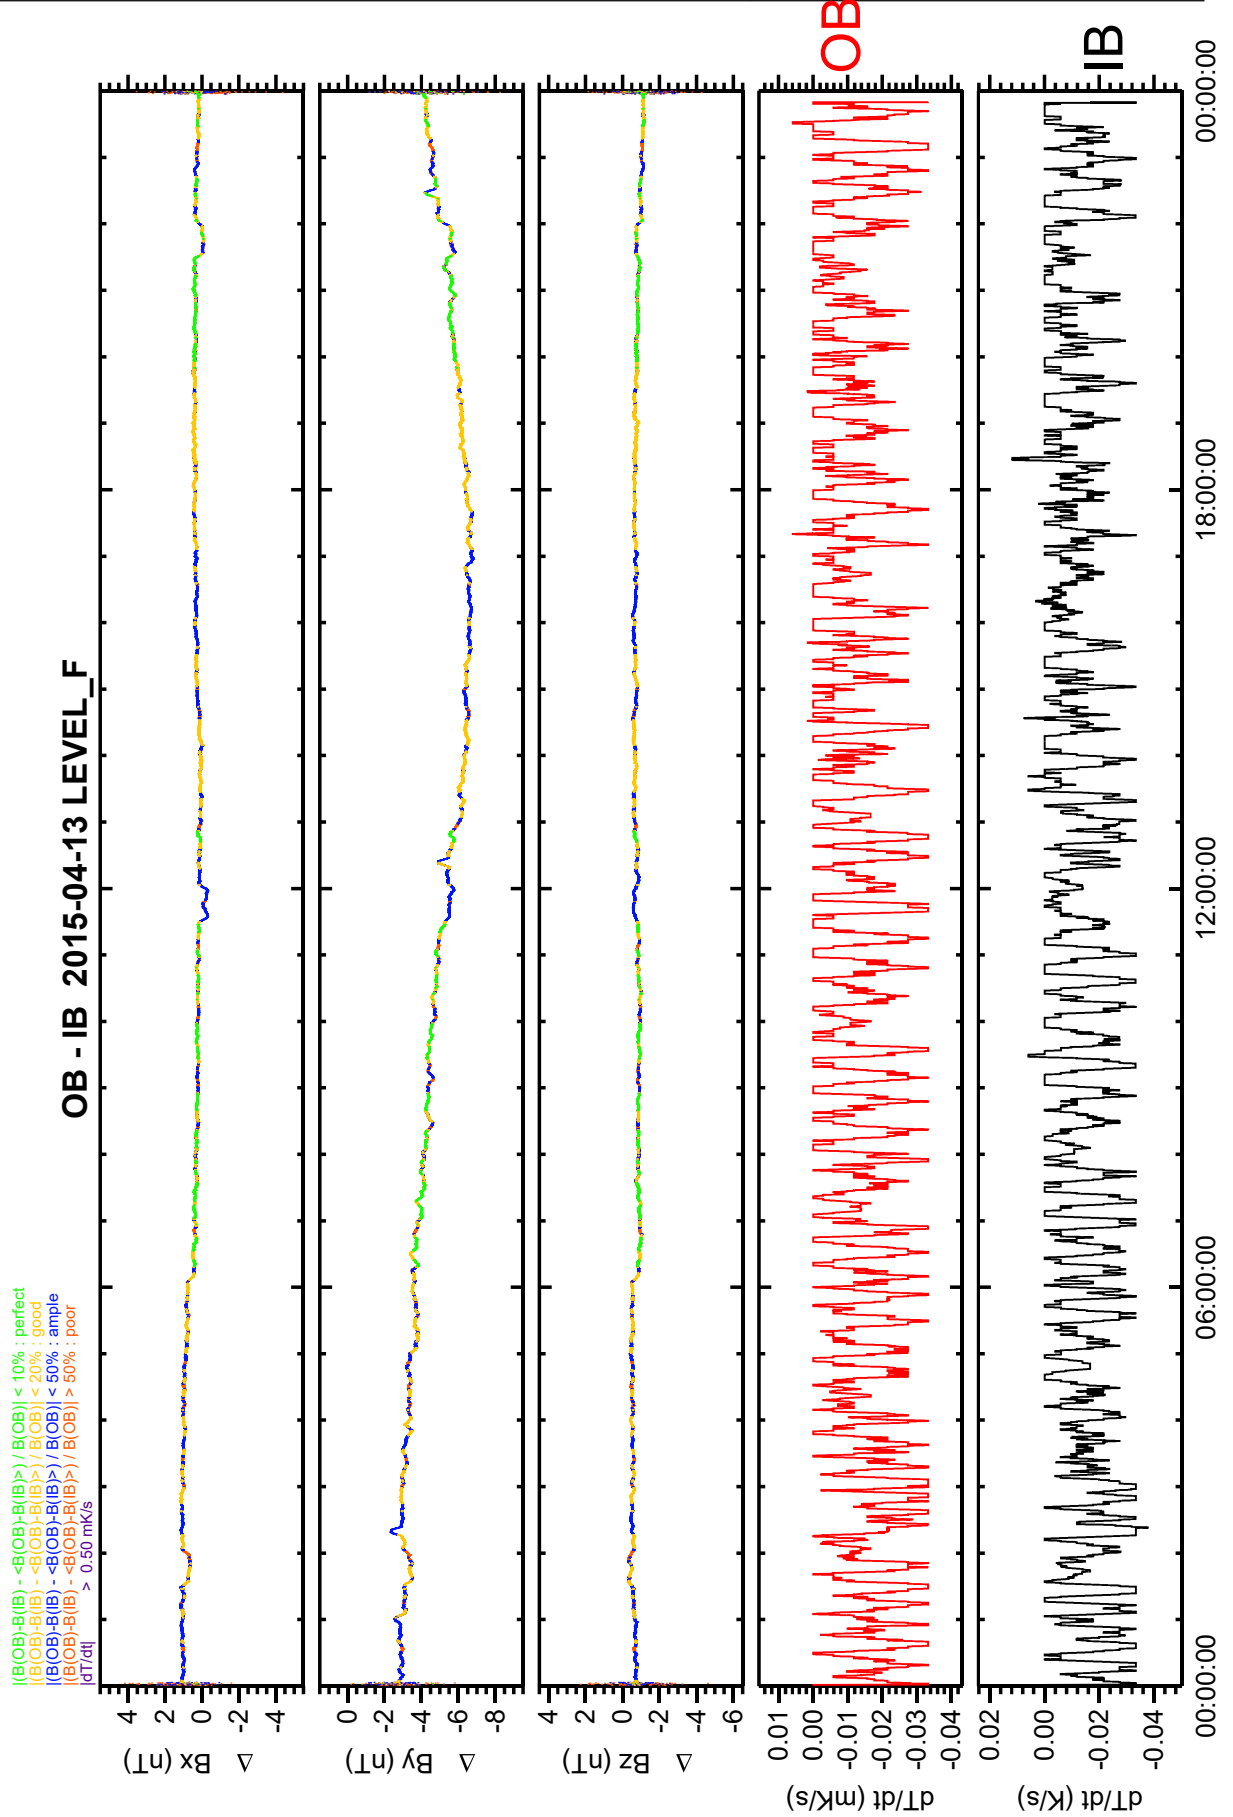 OB - IB 2015-04-13 LEVEL_F
|(B(OB)-B(IB) - <B(OB)-B(IB)>) / B(OB)| < 10% : perfect
|(B(OB)-B(IB) - <B(OB)-B(IB)>) / B(OB)| < 20% : good
|(B(OB)-B(IB) - <B(OB)-B(IB)>) / B(OB)| < 50% : ample
|(B(OB)-B(IB) - <B(OB)-B(IB)>) / B(OB)| > 50% : poor
|dT/dt| > 0.50 mK/s
Δ Bx (nT)
4
2
0
-2
-4
Δ By (nT)
0
-2
-4
-6
-8
Δ Bz (nT)
4
2
0
-2
-4
-6
dT/dt (mK/s)
0.01
0.00
-0.01
-0.02
-0.03
-0.04
OB
dT/dt (K/s)
0.02
0.00
-0.02
-0.04
IB
00:00:00
06:00:00
12:00:00
18:00:00
00:00:00